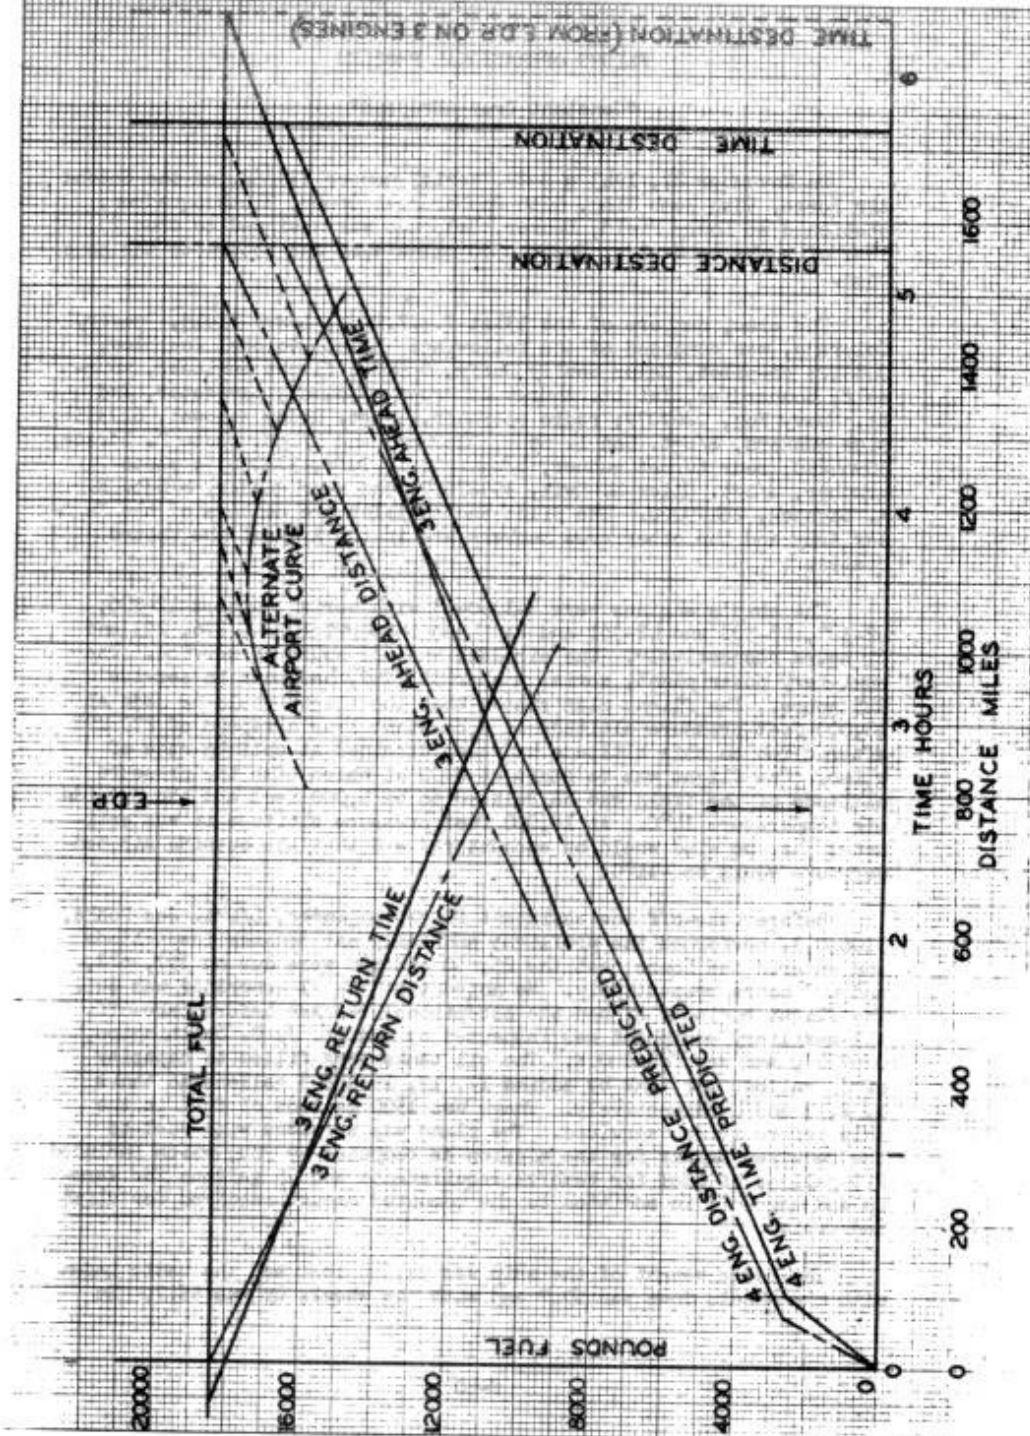 TIME DESTINATION (FROM E.D.P. ON 3 ENGINES)
TIME DESTINATION
DISTANCE DESTINATION
TOTAL FUEL
E.D.P.
ALTERNATE
AIRPORT CURVE
3 ENG. AHEAD DISTANCE
3 ENG. AHEAD TIME
3 ENG. RETURN TIME
3 ENG. RETURN DISTANCE
4 ENG. DISTANCE PREDICTED
4 ENG. TIME PREDICTED
POUNDS FUEL
20000
16000
12000
8000
4000
0
0 1 2 3 4 5 6
TIME HOURS
0 200 400 600 800 1000 1200 1400 1600
DISTANCE MILES